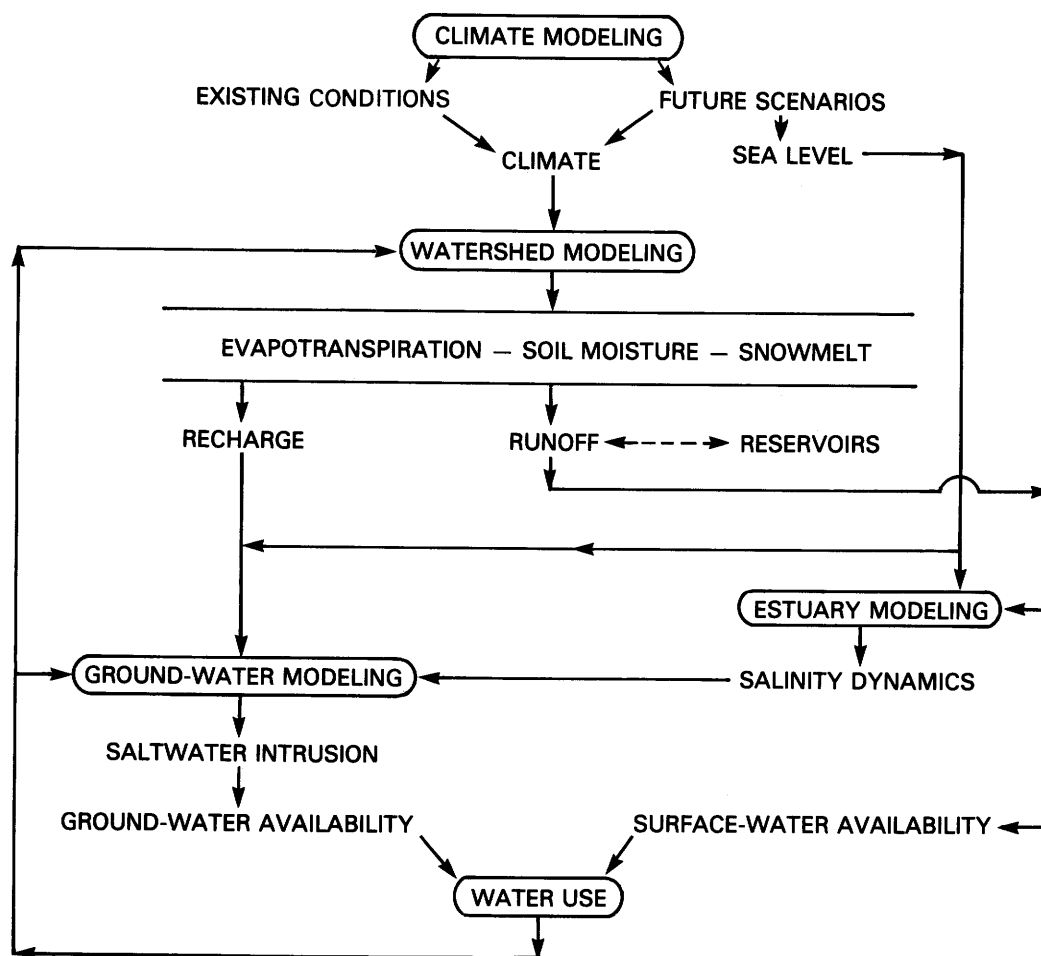 CLIMATE MODELING
EXISTING CONDITIONS
FUTURE SCENARIOS
CLIMATE
SEA LEVEL
WATERSHED MODELING
EVAPOTRANSPIRATION — SOIL MOISTURE — SNOWMELT
RECHARGE
RUNOFF
RESERVOIRS
ESTUARY MODELING
GROUND-WATER MODELING
SALINITY DYNAMICS
SALTWATER INTRUSION
GROUND-WATER AVAILABILITY
SURFACE-WATER AVAILABILITY
WATER USE